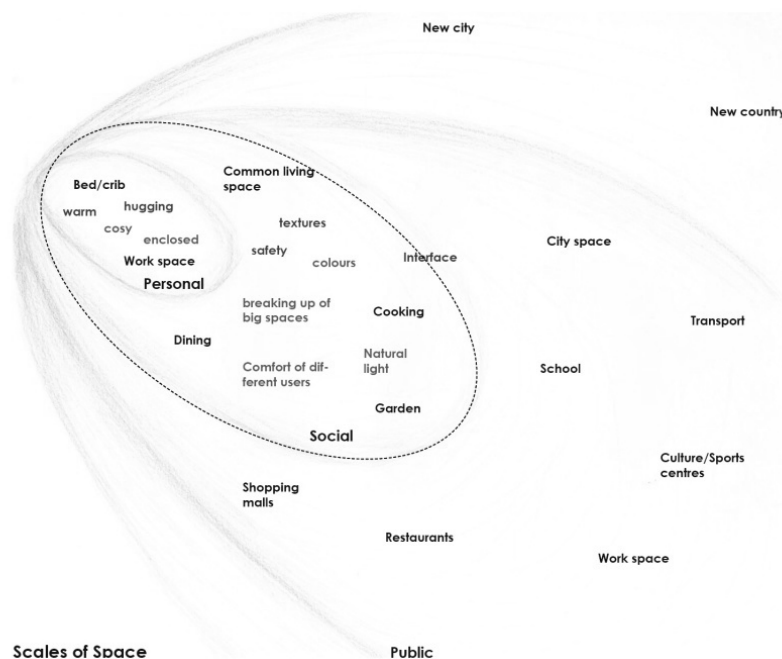 New city
New country
Common living
space
Bed/crib
warm
hugging
cosy
enclosed
Work space
Personal
textures
safety
colours
Interface
City space
breaking up of
big spaces
Cooking
Transport
Dining
Comfort of dif-
ferent users
Natural
light
School
Garden
Social
Culture/Sports
centres
Shopping
malls
Restaurants
Work space
Scales of Space
Public